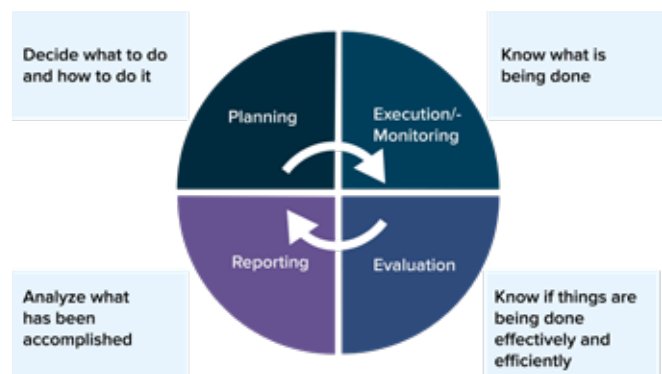 Decide what to do
and how to do it
Know what is
being done
Planning
Execution/-
Monitoring
Reporting
Evaluation
Analyze what
has been
accomplished
Know if things are
being done
effectively and
efficiently